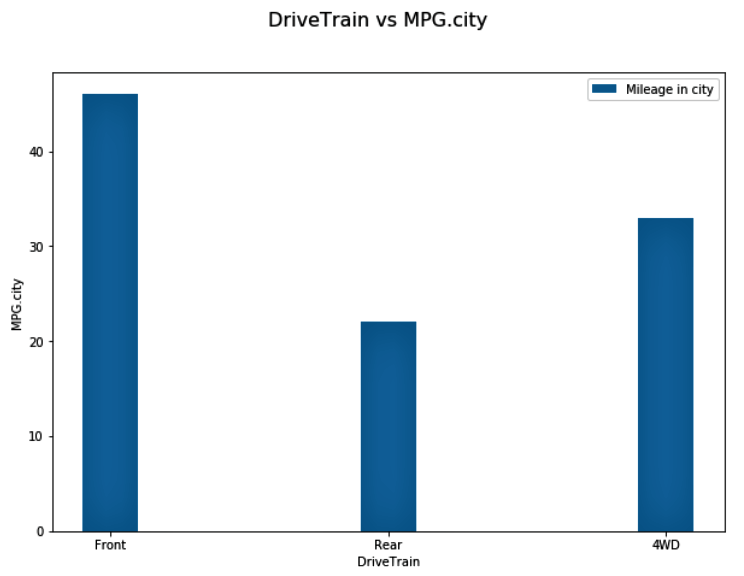 DriveTrain vs MPG.city
Mileage in city
MPG.city
40
30
20
10
0
Front Rear 4WD
DriveTrain